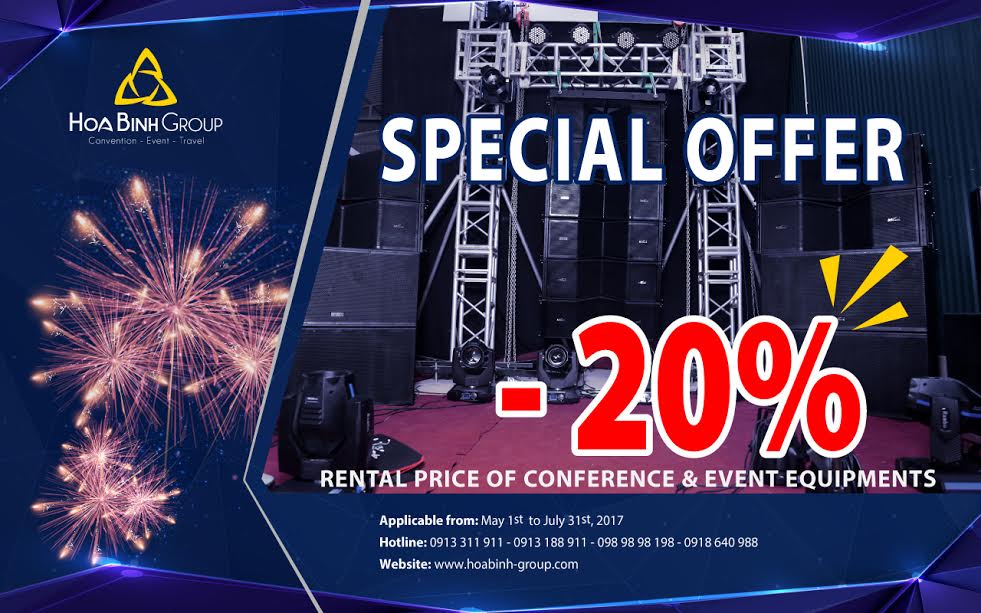 HOA BINH GROUP
Convention - Event - Travel
SPECIAL OFFER
- 20%
RENTAL PRICE OF CONFERENCE & EVENT EQUIPMENTS
Applicable from: May 1st to July 31st, 2017
Hotline: 0913 311 911 - 0913 188 911 - 098 98 98 198 - 0918 640 988
Website: www.hoabinh-group.com